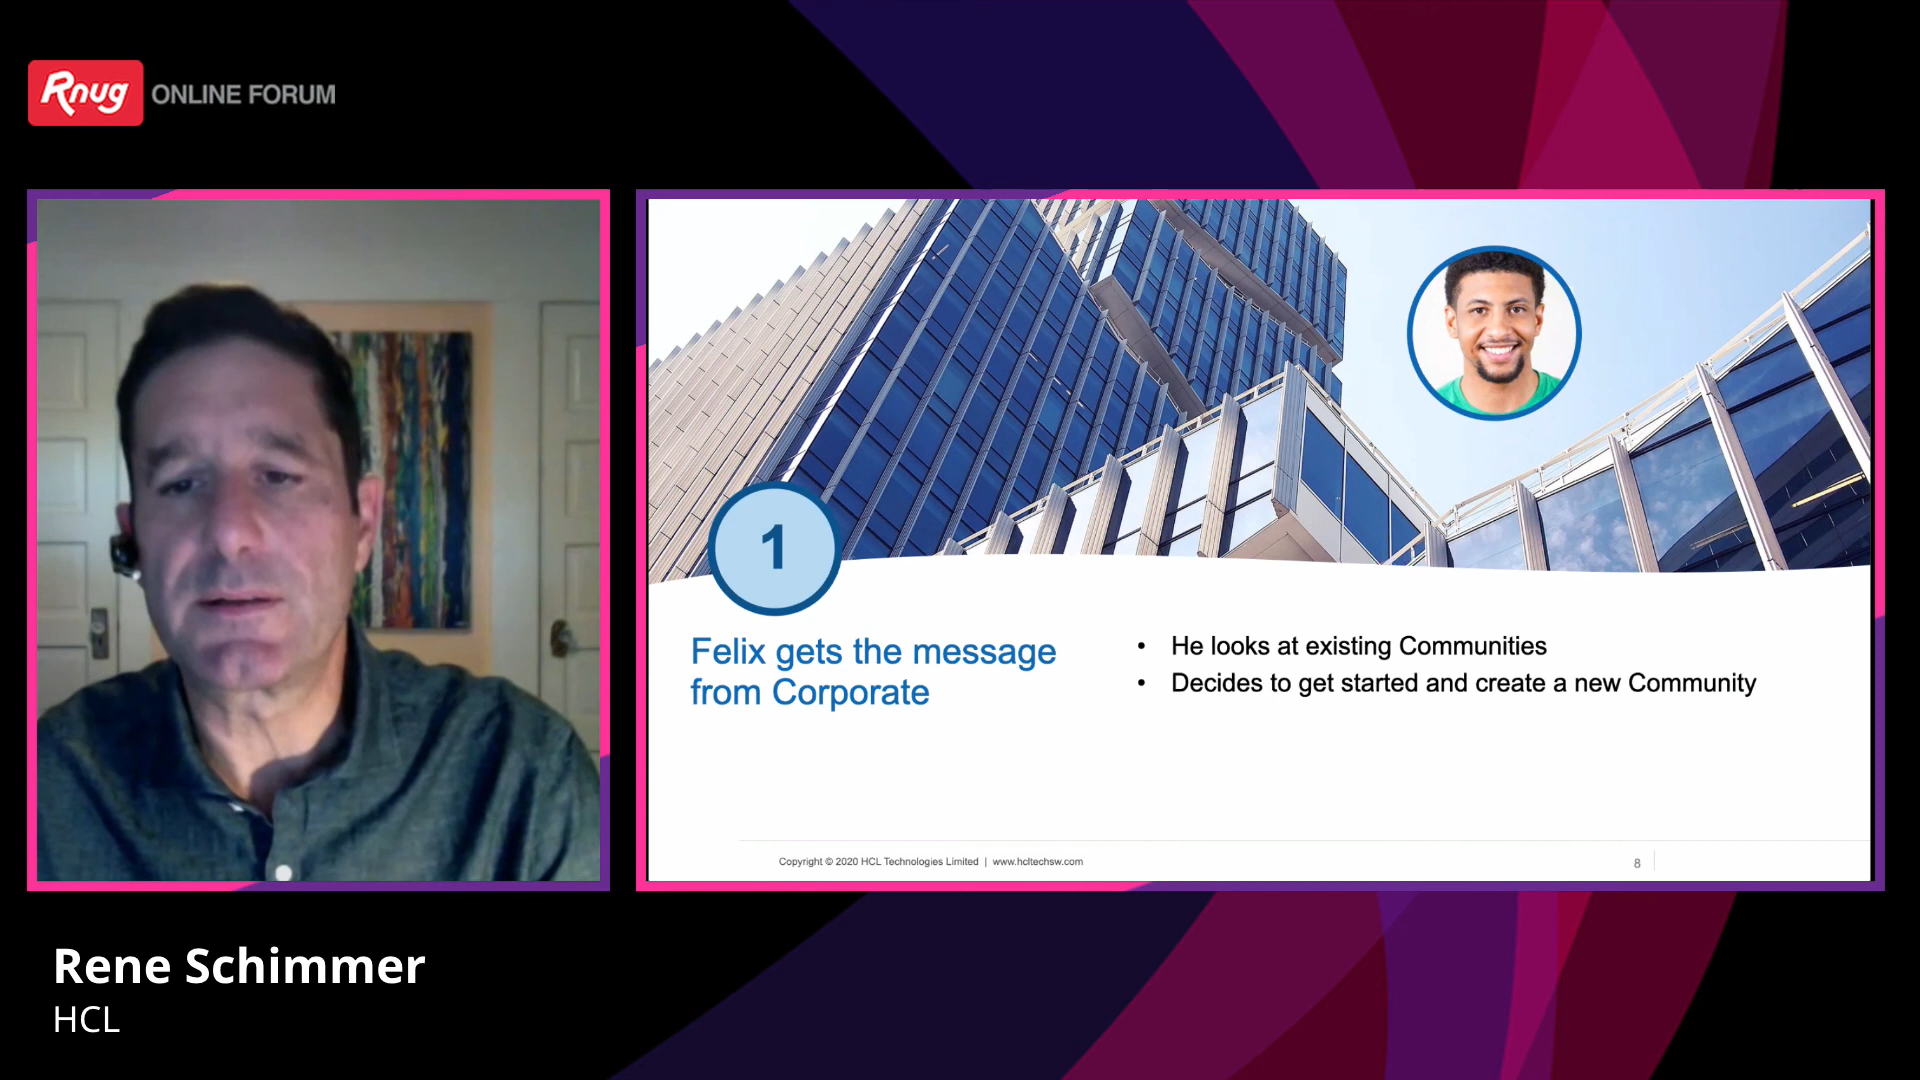 Rnug ONLINE FORUM
1
Felix gets the message
from Corporate
• He looks at existing Communities
• Decides to get started and create a new Community
Copyright © 2020 HCL Technologies Limited | www.hcltechsw.com
8
Rene Schimmer
HCL